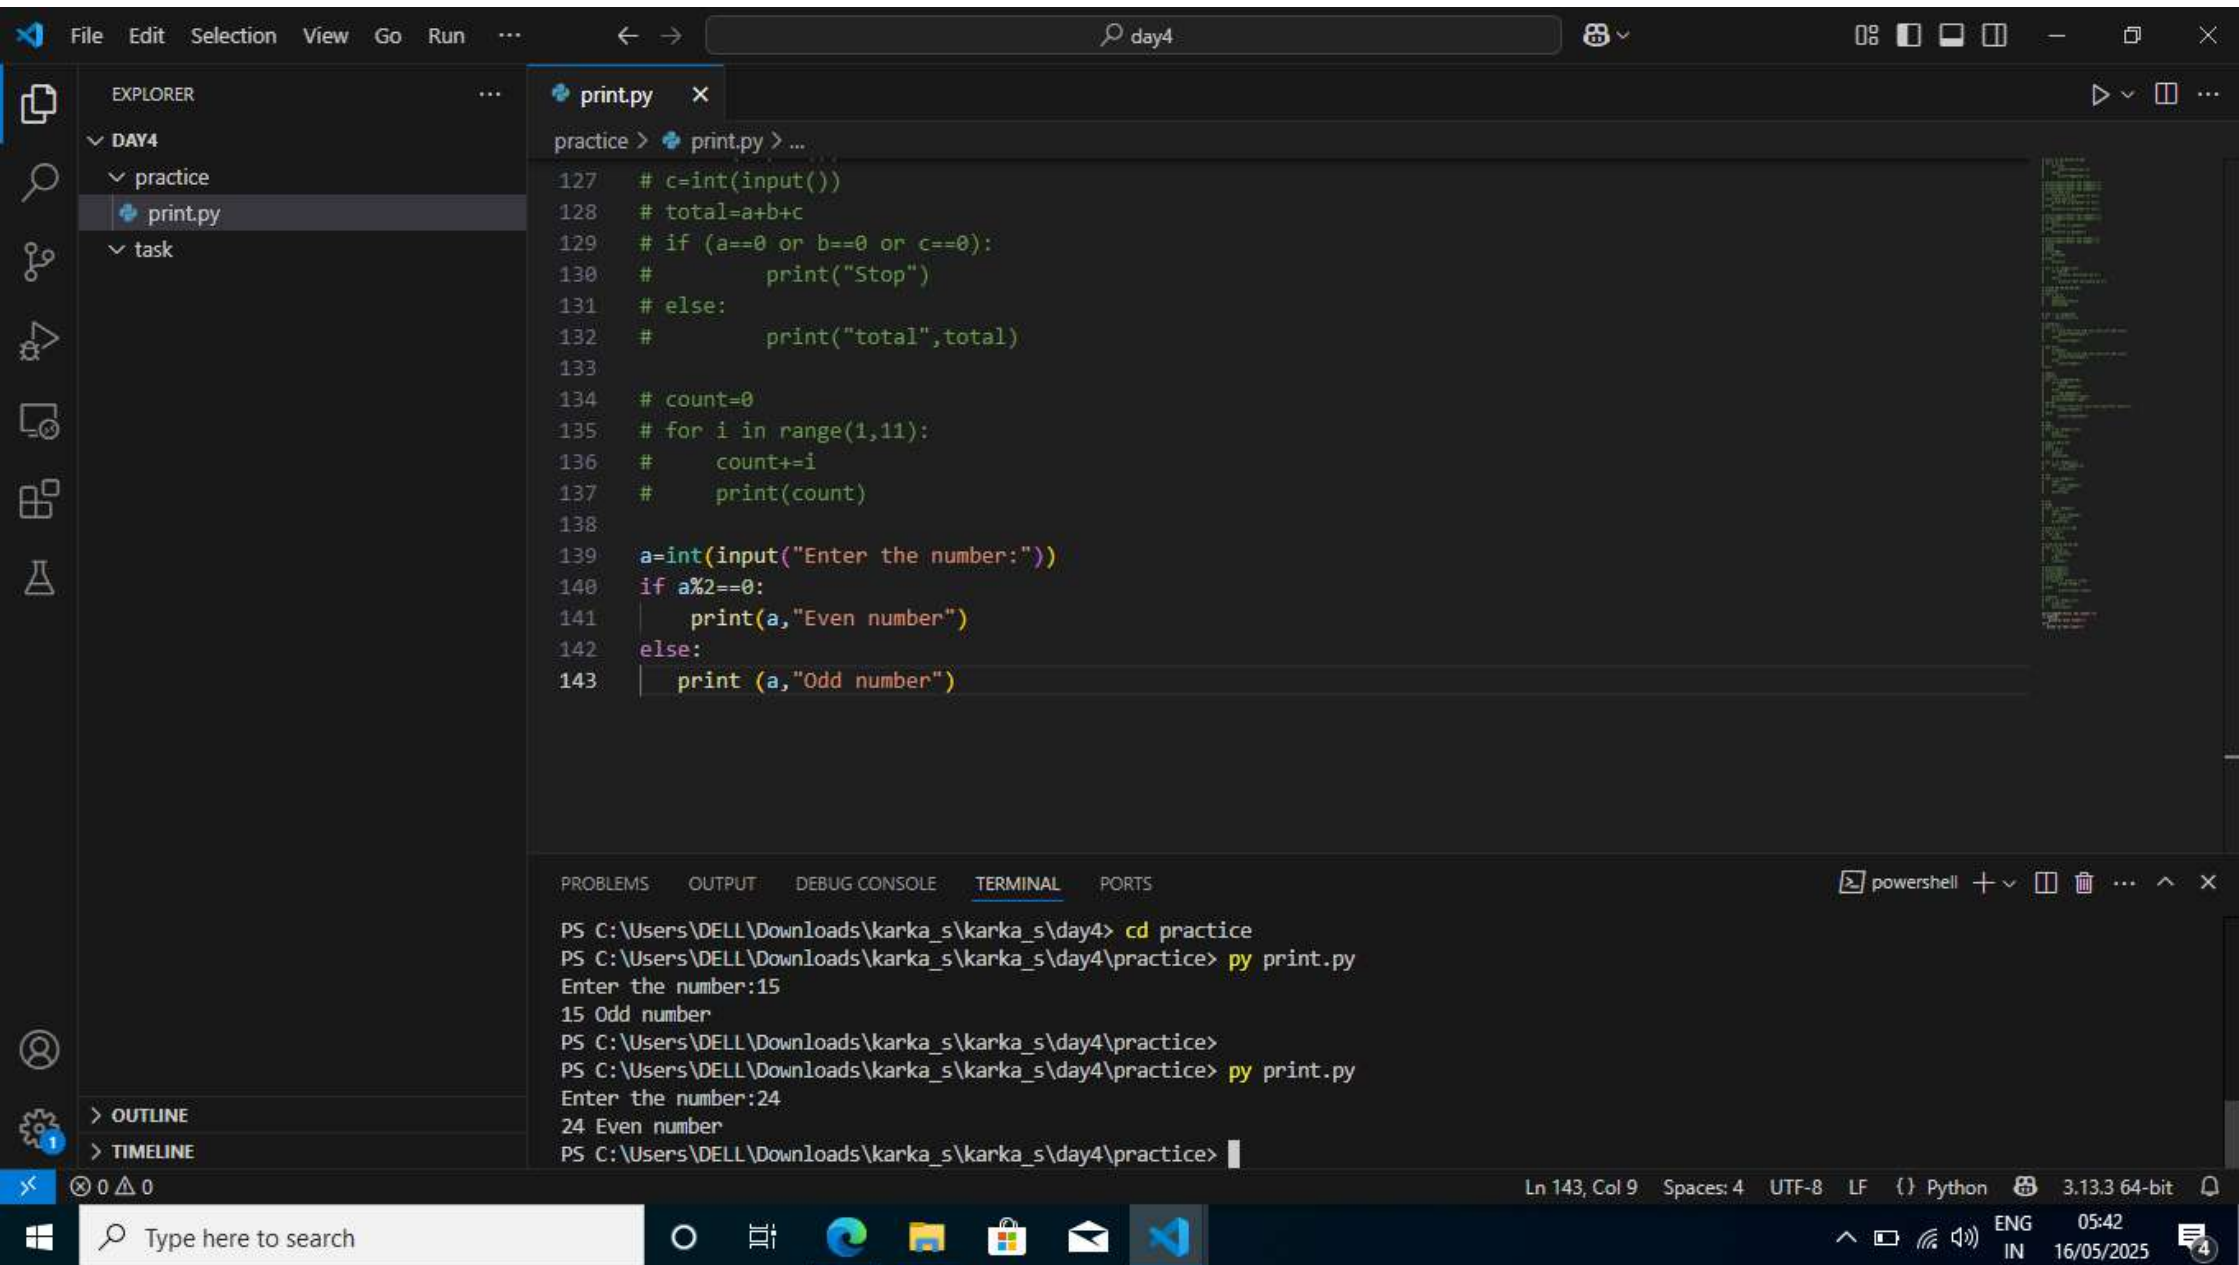 File Edit Selection View Go Run ··· day4
EXPLORER ···
DAY4
practice
print.py
task
OUTLINE
TIMELINE
print.py
practice > print.py > ...
127 # c=int(input())
128 # total=a+b+c
129 # if (a==0 or b==0 or c==0):
130 #         print("Stop")
131 # else:
132 #         print("total",total)
133
134 # count=0
135 # for i in range(1,11):
136 #     count+=i
137 #     print(count)
138
139 a=int(input("Enter the number:"))
140 if a%2==0:
141     print(a,"Even number")
142 else:
143    print (a,"Odd number")
PROBLEMS OUTPUT DEBUG CONSOLE TERMINAL PORTS powershell
PS C:\Users\DELL\Downloads\karka_s\karka_s\day4> cd practice
PS C:\Users\DELL\Downloads\karka_s\karka_s\day4\practice> py print.py
Enter the number:15
15 Odd number
PS C:\Users\DELL\Downloads\karka_s\karka_s\day4\practice>
PS C:\Users\DELL\Downloads\karka_s\karka_s\day4\practice> py print.py
Enter the number:24
24 Even number
PS C:\Users\DELL\Downloads\karka_s\karka_s\day4\practice>
1
0 0 Ln 143, Col 9 Spaces: 4 UTF-8 LF {} Python 3.13.3 64-bit
Type here to search
ENG
IN
05:42
16/05/2025
4